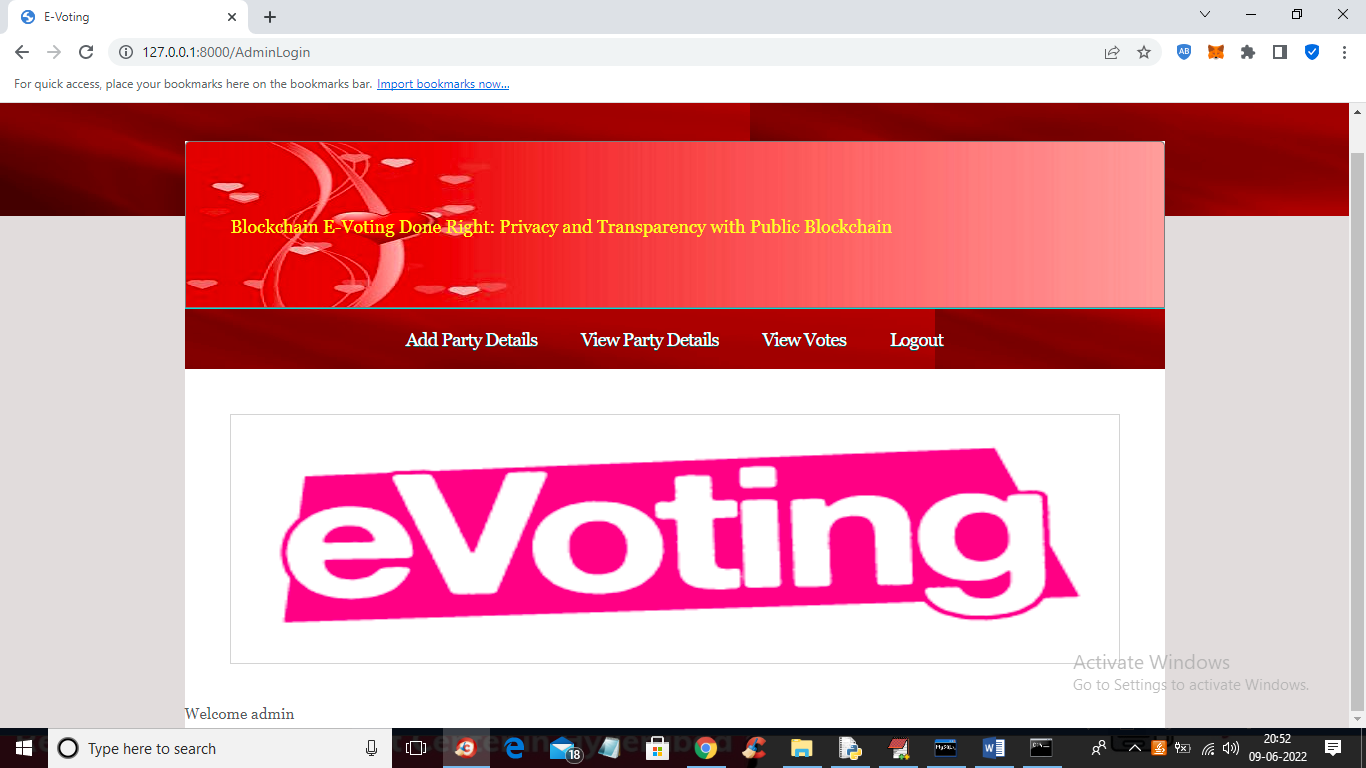 E-Voting
127.0.0.1:8000/AdminLogin
For quick access, place your bookmarks here on the bookmarks bar. Import bookmarks now...
Blockchain E-Voting Done Right: Privacy and Transparency with Public Blockchain
Add Party Details View Party Details View Votes Logout
eVoting
Activate Windows
Go to Settings to activate Windows.
Welcome admin
Type here to search
18
20:52
09-06-2022